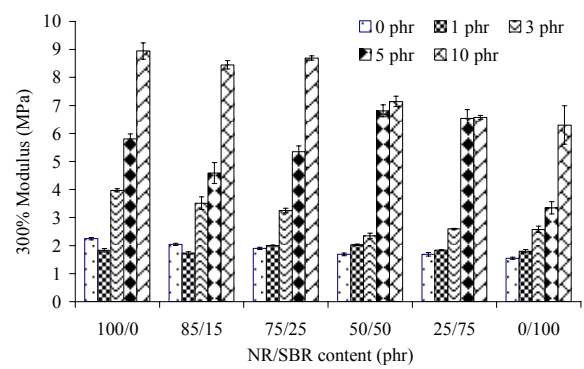 0 phr 1 phr 3 phr
5 phr 10 phr
300% Modulus (MPa)
10
9
8
7
6
5
4
3
2
1
0
100/0 85/15 75/25 50/50 25/75 0/100
NR/SBR content (phr)